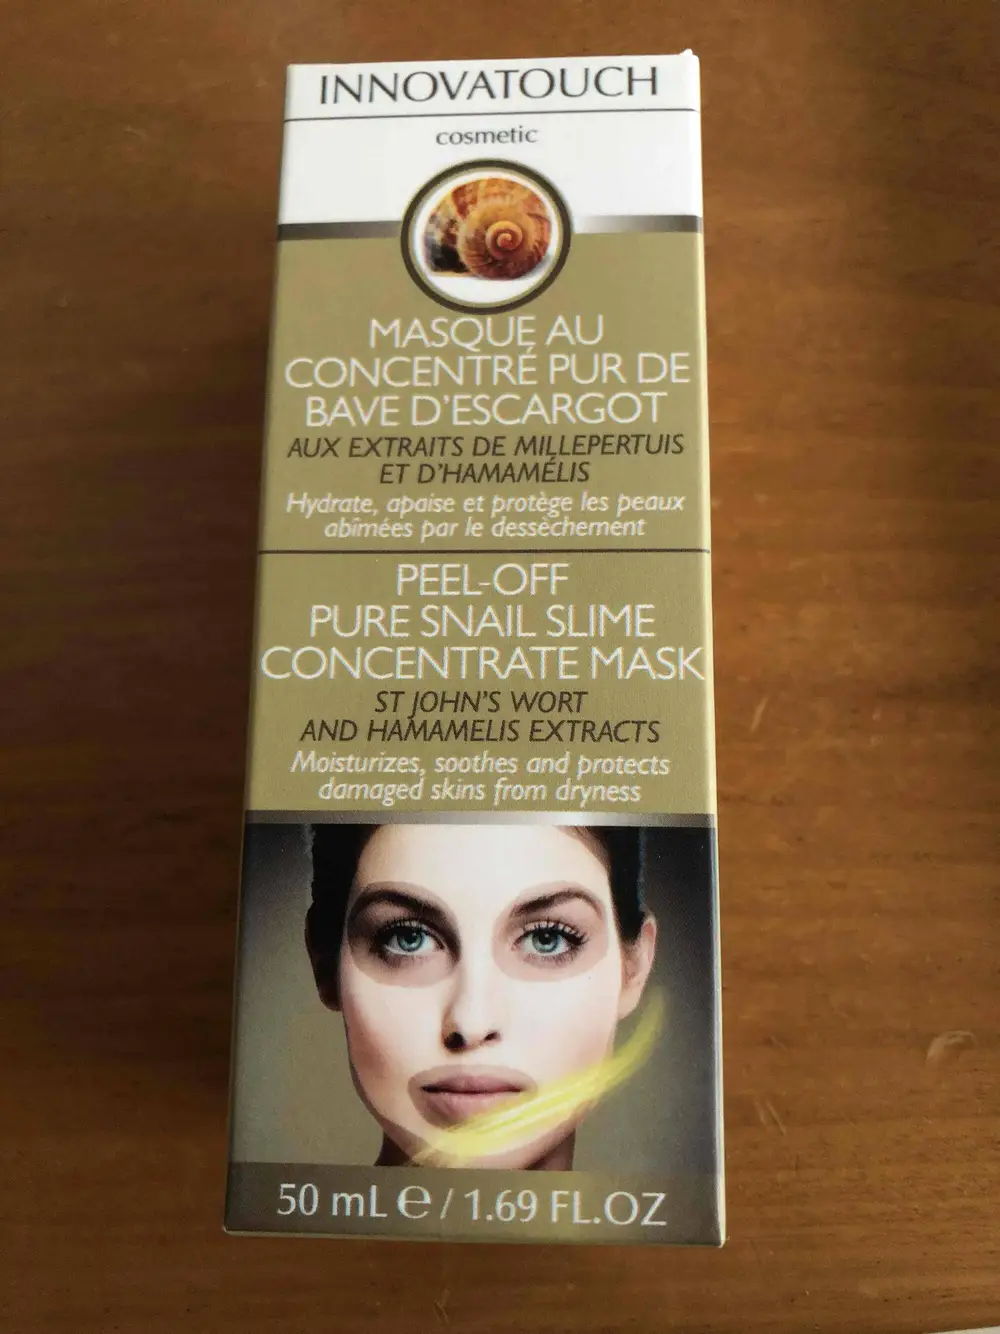 INNOVATOUCH
cosmetic
MASQUE AU
CONCENTRÉ PUR DE
BAVE D'ESCARGOT
AUX EXTRAITS DE MILLEPERTUIS
ET D'HAMAMÉLIS
Hydrate, apaise et protège les peaux
abîmées par le dessèchement
PEEL-OFF
PURE SNAIL SLIME
CONCENTRATE MASK
ST JOHN'S WORT
AND HAMAMELIS EXTRACTS
Moisturizes, soothes and protects
damaged skins from dryness
50 mL ℮ / 1.69 FL.OZ